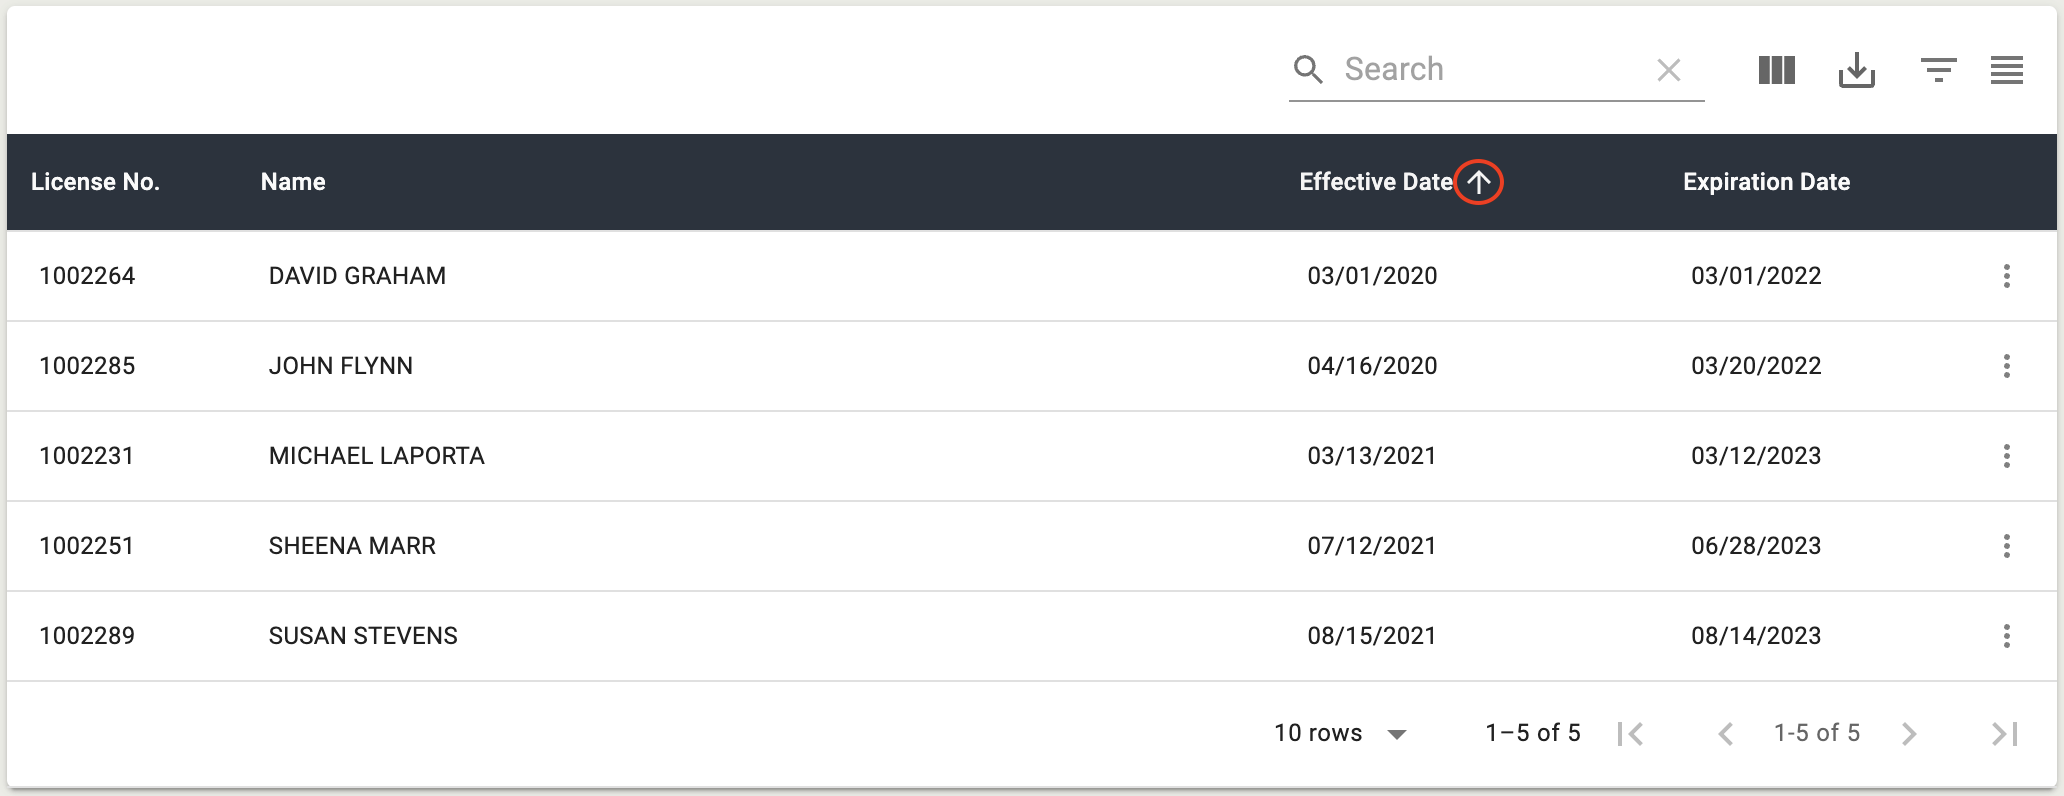 Search
License No. Name Effective Date Expiration Date
1002264 DAVID GRAHAM 03/01/2020 03/01/2022
1002285 JOHN FLYNN 04/16/2020 03/20/2022
1002231 MICHAEL LAPORTA 03/13/2021 03/12/2023
1002251 SHEENA MARR 07/12/2021 06/28/2023
1002289 SUSAN STEVENS 08/15/2021 08/14/2023
10 rows 1–5 of 5 1-5 of 5